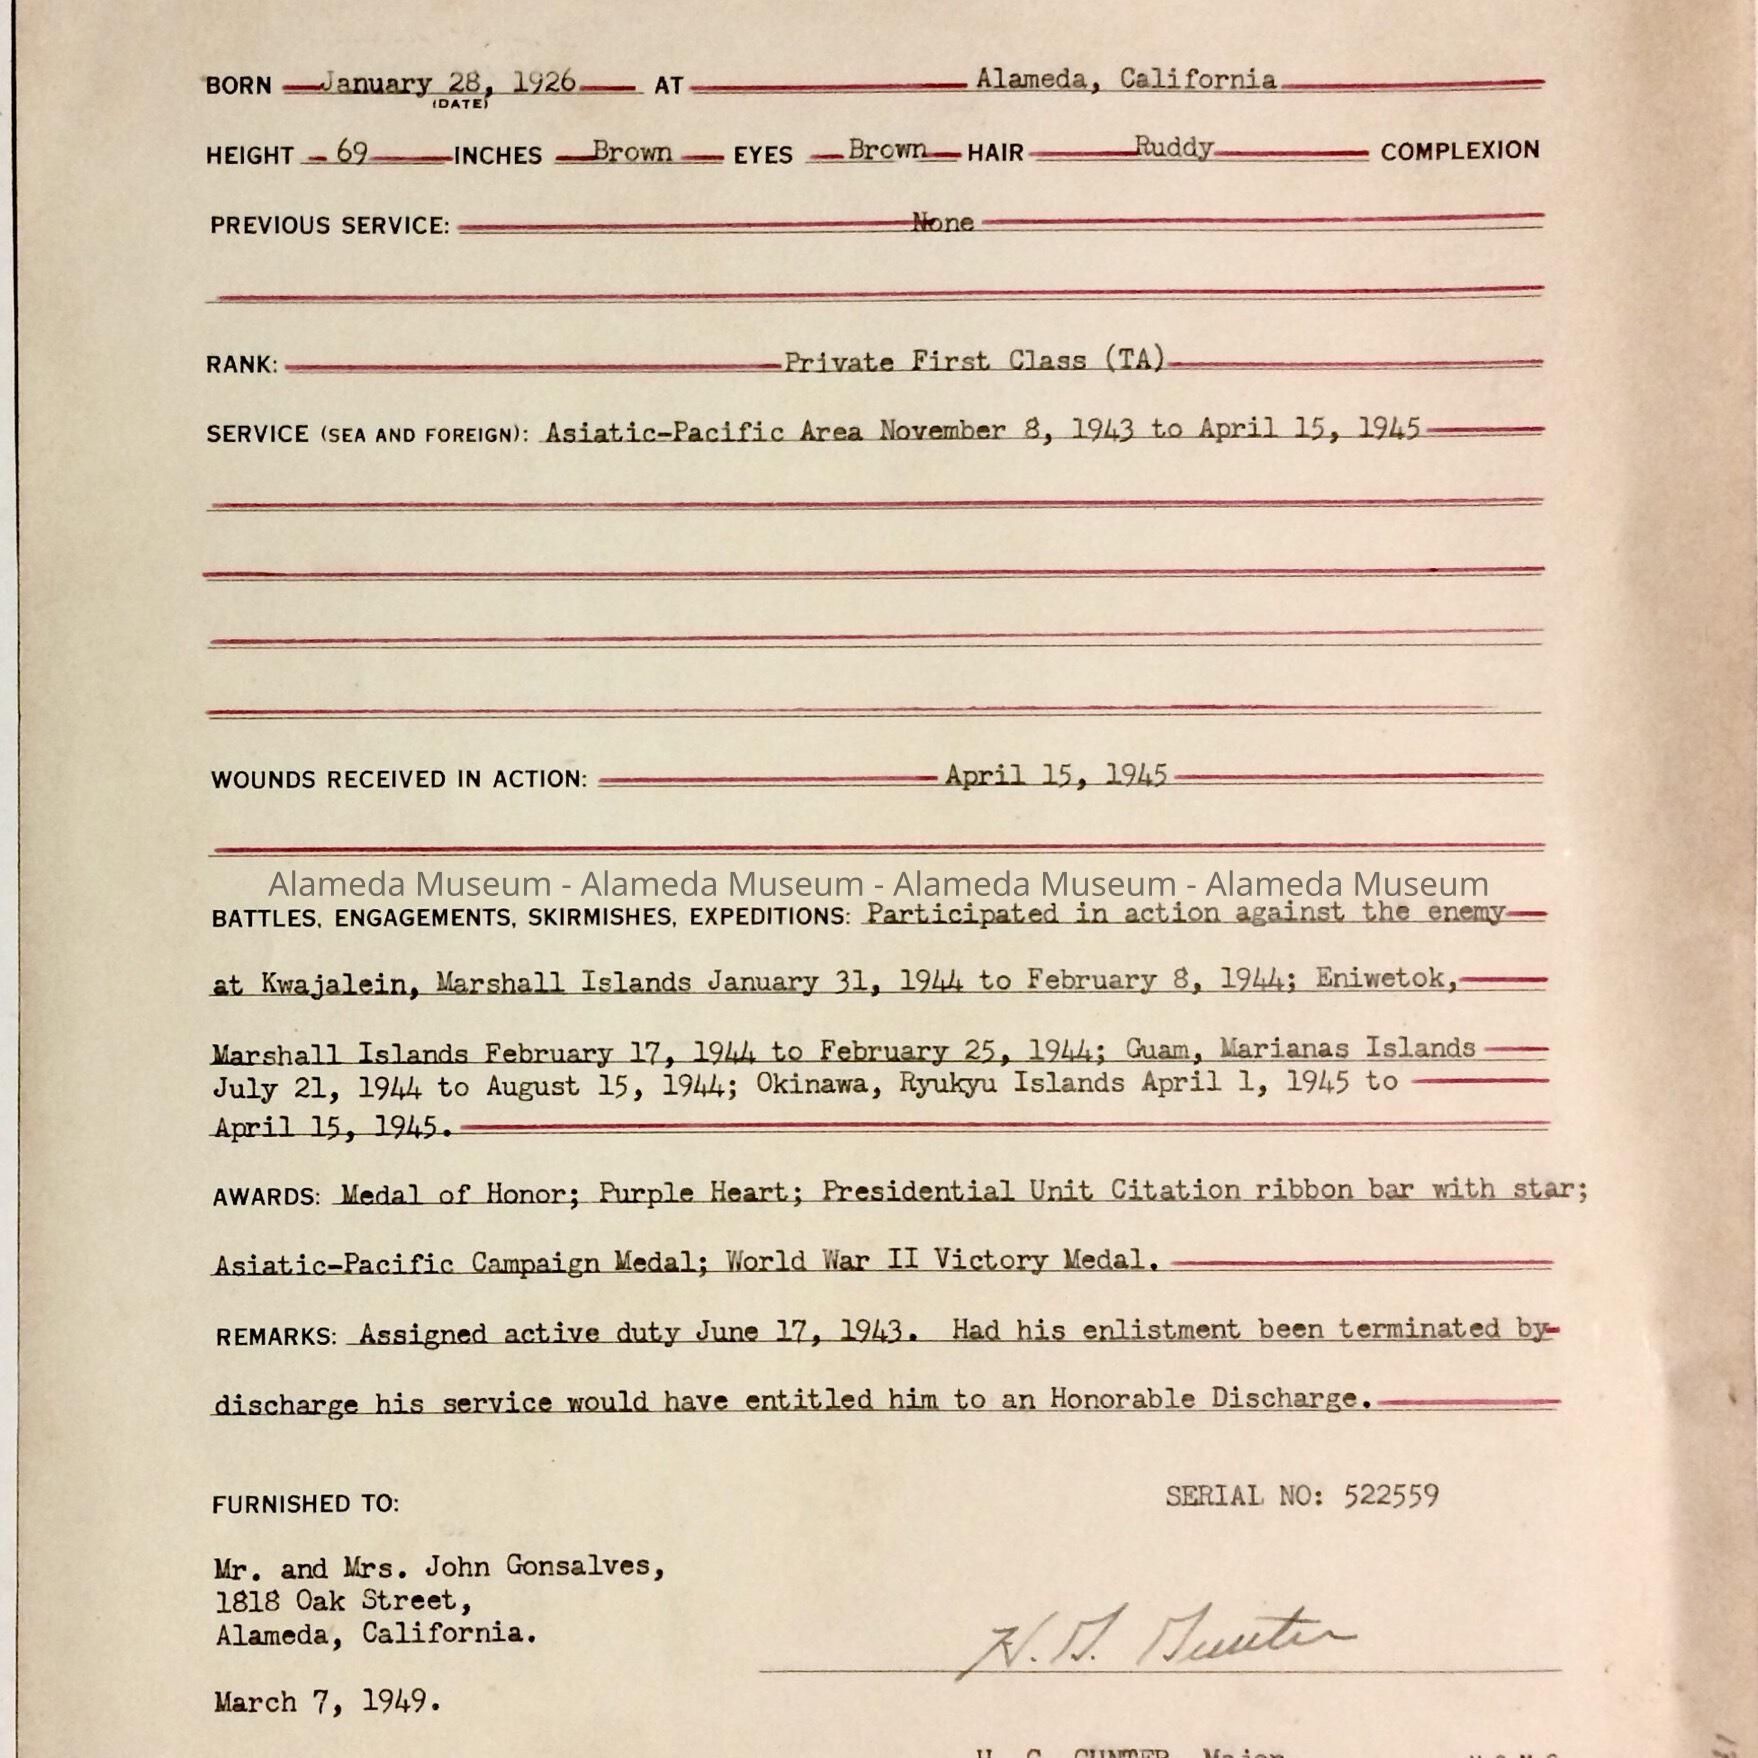 BORN January 28, 1926 AT Alameda, California
(DATE)
HEIGHT 69 INCHES Brown EYES Brown HAIR Ruddy COMPLEXION
PREVIOUS SERVICE: None
RANK: Private First Class (TA)
SERVICE (SEA AND FOREIGN): Asiatic-Pacific Area November 8, 1943 to April 15, 1945
WOUNDS RECEIVED IN ACTION: April 15, 1945
Alameda Museum - Alameda Museum - Alameda Museum - Alameda Museum
BATTLES, ENGAGEMENTS, SKIRMISHES, EXPEDITIONS: Participated in action against the enemy
at Kwajalein, Marshall Islands January 31, 1944 to February 8, 1944; Eniwetok,
Marshall Islands February 17, 1944 to February 25, 1944; Guam, Marianas Islands
July 21, 1944 to August 15, 1944; Okinawa, Ryukyu Islands April 1, 1945 to
April 15, 1945.
AWARDS: Medal of Honor; Purple Heart; Presidential Unit Citation ribbon bar with star;
Asiatic-Pacific Campaign Medal; World War II Victory Medal.
REMARKS: Assigned active duty June 17, 1943. Had his enlistment been terminated by
discharge his service would have entitled him to an Honorable Discharge.
FURNISHED TO: SERIAL NO: 522559
Mr. and Mrs. John Gonsalves,
1818 Oak Street,
Alameda, California.
H. G. Gunter
March 7, 1949.
H. G. GUNTER, Major